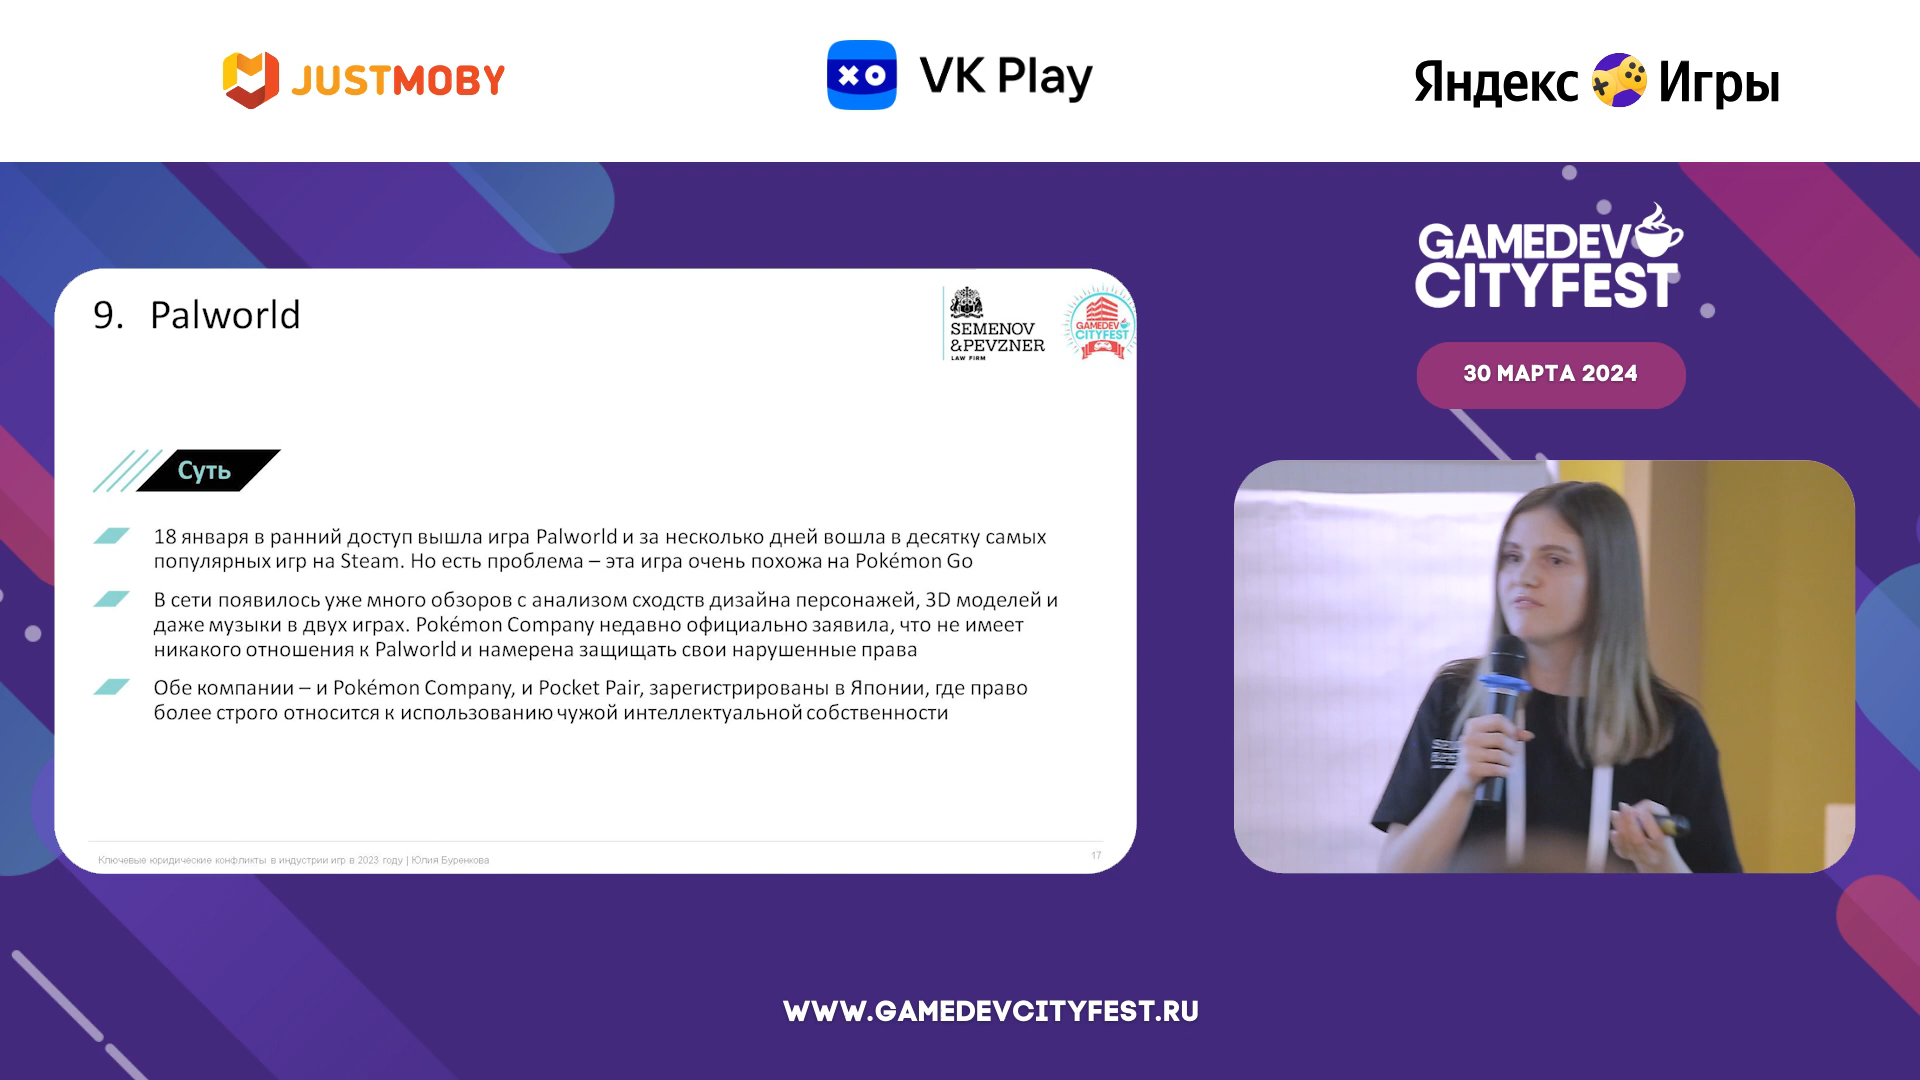 JUSTMOBY
VK Play
Яндекс Игры
GAMEDEV
CITYFEST
30 МАРТА 2024
9. Palworld
SEMENOV
&PEVZNER
LAW FIRM
GAMEDEV
CITYFEST
Суть
18 января в ранний доступ вышла игра Palworld и за несколько дней вошла в десятку самых
популярных игр на Steam. Но есть проблема – эта игра очень похожа на Pokémon Go
В сети появилось уже много обзоров с анализом сходств дизайна персонажей, 3D моделей и
даже музыки в двух играх. Pokémon Company недавно официально заявила, что не имеет
никакого отношения к Palworld и намерена защищать свои нарушенные права
Обе компании – и Pokémon Company, и Pocket Pair, зарегистрированы в Японии, где право
более строго относится к использованию чужой интеллектуальной собственности
Ключевые юридические конфликты в индустрии игр в 2023 году | Юлия Буренкова
17
WWW.GAMEDEVCITYFEST.RU